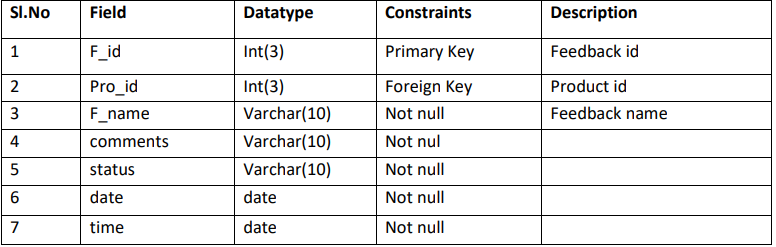 Sl.No Field Datatype Constraints Description
1 F_id Int(3) Primary Key Feedback id
2 Pro_id Int(3) Foreign Key Product id
3 F_name Varchar(10) Not null Feedback name
4 comments Varchar(10) Not nul
5 status Varchar(10) Not null
6 date date Not null
7 time date Not null